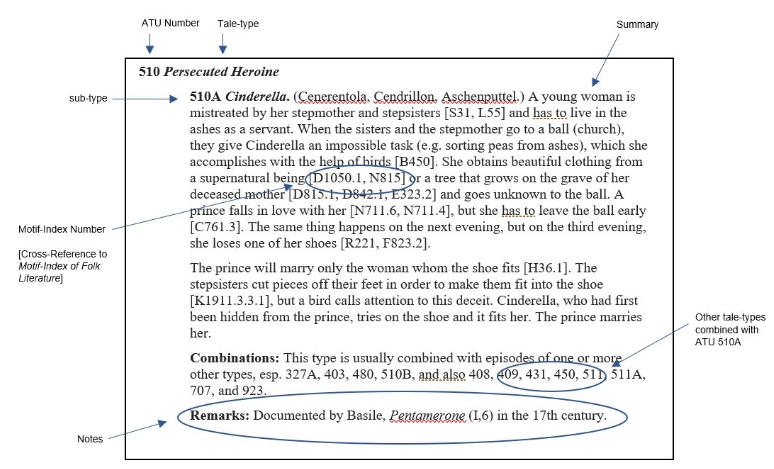 ATU Number
Tale-type
Summary
510 Persecuted Heroine
sub-type
510A Cinderella. (Cenerentola, Cendrillon, Aschenputtel.) A young woman is
mistreated by her stepmother and stepsisters [S31, L55] and has to live in the
ashes as a servant. When the sisters and the stepmother go to a ball (church),
they give Cinderella an impossible task (e.g. sorting peas from ashes), which she
accomplishes with the help of birds [B450]. She obtains beautiful clothing from
a supernatural being [D1050.1, N815] or a tree that grows on the grave of her
deceased mother [D815.1, D842.1, E323.2] and goes unknown to the ball. A
prince falls in love with her [N711.6, N711.4], but she has to leave the ball early
[C761.3]. The same thing happens on the next evening, but on the third evening,
she loses one of her shoes [R221, F823.2].
Motif-Index Number
[Cross-Reference to
Motif-Index of Folk
Literature]
The prince will marry only the woman whom the shoe fits [H36.1]. The
stepsisters cut pieces off their feet in order to make them fit into the shoe
[K1911.3.3.1], but a bird calls attention to this deceit. Cinderella, who had first
been hidden from the prince, tries on the shoe and it fits her. The prince marries
her.
Other tale-types
combined with
ATU 510A
Combinations: This type is usually combined with episodes of one or more
other types, esp. 327A, 403, 480, 510B, and also 408, 409, 431, 450, 511, 511A,
707, and 923.
Remarks: Documented by Basile, Pentamerone (I,6) in the 17th century.
Notes